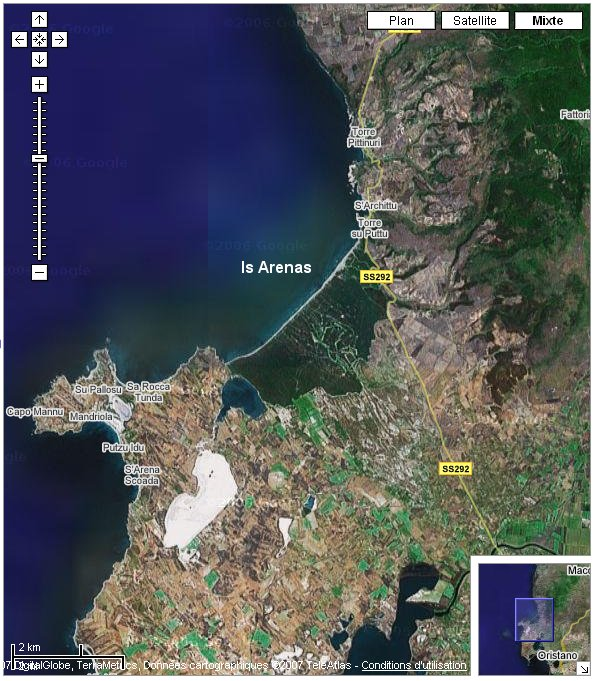 Plan Satellite Mixte
©2006 Google
Fattoria
Torre
Pittinuri
S'Archittu
Torre
su Puttu
Is Arenas
SS292
Su Pallosu
Sa Rocca
Tunda
Capo Mannu
Mandriola
Putzu Idu
S'Arena
Scoada
SS292
Oristano
2 km
DigitalGlobe, TerraMetrics, Données cartographiques ©2007 TeleAtlas - Conditions d'utilisation